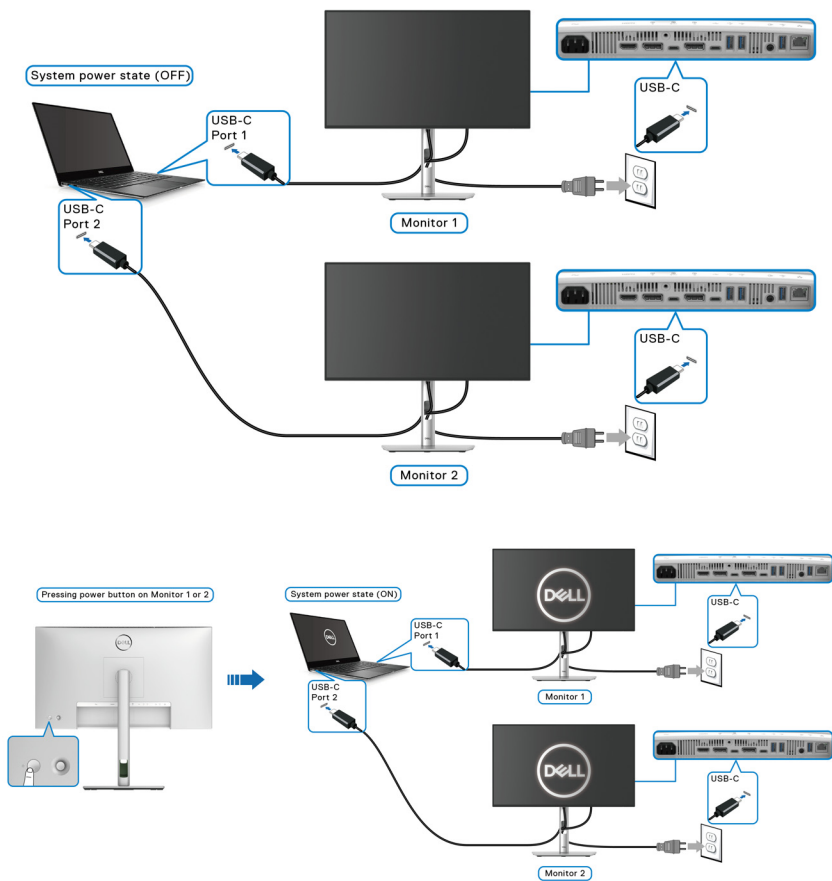 System power state (OFF)
USB-C
Port 1
USB-C
Monitor 1
USB-C
Port 2
USB-C
Monitor 2
Pressing power button on Monitor 1 or 2
DELL
System power state (ON)
DELL
USB-C
Port 1
DELL
USB-C
Monitor 1
USB-C
Port 2
DELL
USB-C
Monitor 2